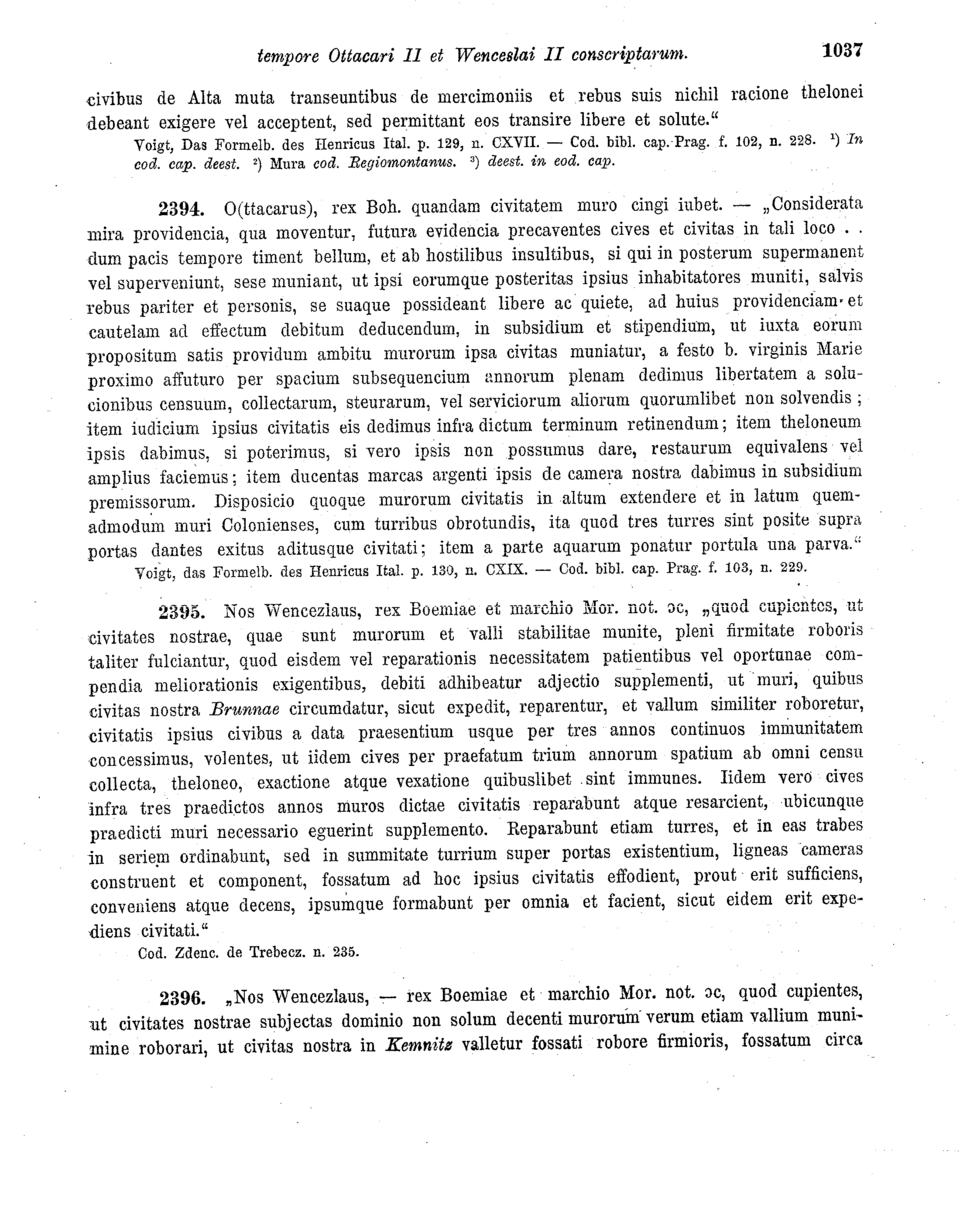 tempore Ottacari II et Wenceslai II conscriptarum. 1037
civibus de Alta muta transeuntibus de mercimoniis et rebus suis nichil racione thelonei
debeant exigere vel acceptent, sed permittant eos transire libere et solute.“
Voigt, Das Formelb. des Henricus Ital. p. 129, n. CXVII. — Cod. bibl. cap. Prag. f. 102, n. 228. ¹) In
cod. cap. deest. ²) Mura cod. Regiomontanus. ³) deest. in eod. cap.
2394. O(ttacarus), rex Boh. quandam civitatem muro cingi iubet. — „Considerata
mira providencia, qua moventur, futura evidencia precaventes cives et civitas in tali loco . .
dum pacis tempore timent bellum, et ab hostilibus insultibus, si qui in posterum supermanent
vel superveniunt, sese muniant, ut ipsi eorumque posteritas ipsius inhabitatores muniti, salvis
rebus pariter et personis, se suaque possideant libere ac quiete, ad huius providenciam et
cautelam ad effectum debitum deducendum, in subsidium et stipendium, ut iuxta eorum
propositum satis providum ambitu murorum ipsa civitas muniatur, a festo b. virginis Marie
proximo affuturo per spacium subsequencium annorum plenam dedimus libertatem a solu-
cionibus censuum, collectarum, steurarum, vel serviciorum aliorum quorumlibet non solvendis ;
item iudicium ipsius civitatis eis dedimus infra dictum terminum retinendum; item theloneum
ipsis dabimus, si poterimus, si vero ipsis non possumus dare, restaurum equivalens vel
amplius faciemus; item ducentas marcas argenti ipsis de camera nostra dabimus in subsidium
premissorum. Disposicio quoque murorum civitatis in altum extendere et in latum quem-
admodum muri Colonienses, cum turribus obrotundis, ita quod tres turres sint posite supra
portas dantes exitus aditusque civitati; item a parte aquarum ponatur portula una parva.“
Voigt, das Formelb. des Henricus Ital. p. 130, n. CXIX. — Cod. bibl. cap. Prag. f. 103, n. 229.
2395. Nos Wencezlaus, rex Boemiae et marchio Mor. not. ɔc, „quod cupientes, ut
civitates nostrae, quae sunt murorum et valli stabilitae munite, pleni firmitate roboris
taliter fulciantur, quod eisdem vel reparationis necessitatem patientibus vel oportunae com-
pendia meliorationis exigentibus, debiti adhibeatur adjectio supplementi, ut muri, quibus
civitas nostra Brunnae circumdatur, sicut expedit, reparentur, et vallum similiter roboretur,
civitatis ipsius civibus a data praesentium usque per tres annos continuos immunitatem
concessimus, volentes, ut iidem cives per praefatum trium annorum spatium ab omni censu
collecta, theloneo, exactione atque vexatione quibuslibet sint immunes. Iidem vero cives
infra tres praedictos annos muros dictae civitatis reparabunt atque resarcient, ubicunque
praedicti muri necessario eguerint supplemento. Reparabunt etiam turres, et in eas trabes
in seriem ordinabunt, sed in summitate turrium super portas existentium, ligneas cameras
construent et component, fossatum ad hoc ipsius civitatis effodient, prout erit sufficiens,
conveniens atque decens, ipsumque formabunt per omnia et facient, sicut eidem erit expe-
diens civitati.“
Cod. Zdenc. de Trebecz. n. 235.
2396. „Nos Wencezlaus, — rex Boemiae et marchio Mor. not. ɔc, quod cupientes,
ut civitates nostrae subjectas dominio non solum decenti murorum verum etiam vallium muni-
mine roborari, ut civitas nostra in Kemnitz valletur fossati robore firmioris, fossatum circa